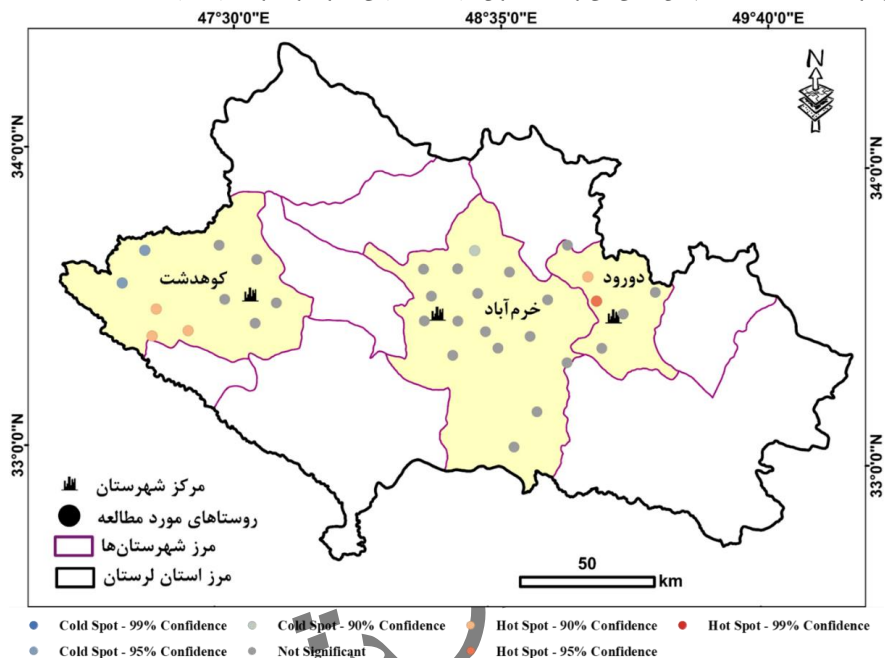 47°30'0"E 48°35'0"E 49°40'0"E
N
34°0'0"N 34°0'0"N
کوهدشت
خرم‌آباد
دورود
33°0'0"N 33°0'0"N
مرکز شهرستان
روستاهای مورد مطالعه
مرز شهرستان‌ها
مرز استان لرستان
50
km
Cold Spot - 99% Confidence Cold Spot - 90% Confidence Hot Spot - 90% Confidence Hot Spot - 99% Confidence
Cold Spot - 95% Confidence Not Significant Hot Spot - 95% Confidence